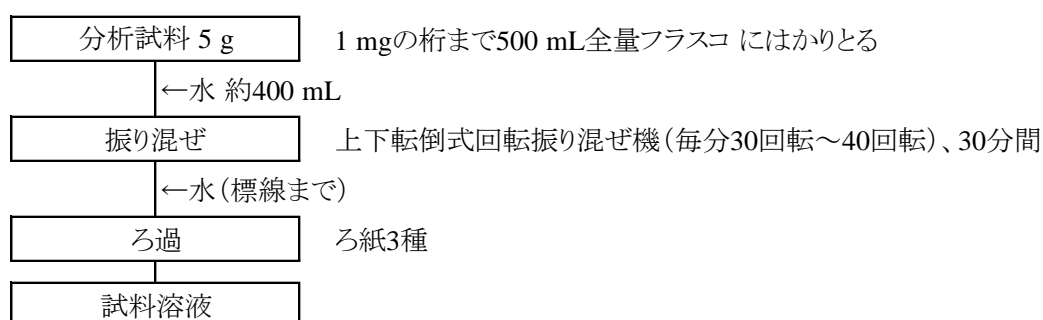 分析試料 5 g 1 mgの桁まで500 mL全量フラスコ にはかりとる
←水 約400 mL
振り混ぜ 上下転倒式回転振り混ぜ機(毎分30回転～40回転)、30分間
←水(標線まで)
ろ過 ろ紙3種
試料溶液